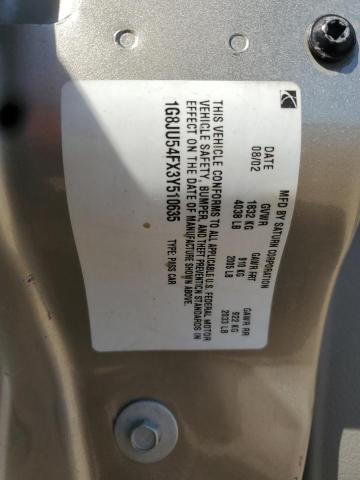 MFD BY SATURN CORPORATION
DATE GVWR GAWR FRT GAWR RR
08/02 1832 KG 910 KG 922 KG
4038 LB 2005 LB 2033 LB
THIS VEHICLE CONFORMS TO ALL APPLICABLE U.S. FEDERAL MOTOR
VEHICLE SAFETY, BUMPER, AND THEFT PREVENTION STANDARDS IN
EFFECT ON THE DATE OF MANUFACTURE SHOWN ABOVE.
1G8JU54FX3Y510635 TYPE: PASS CAR